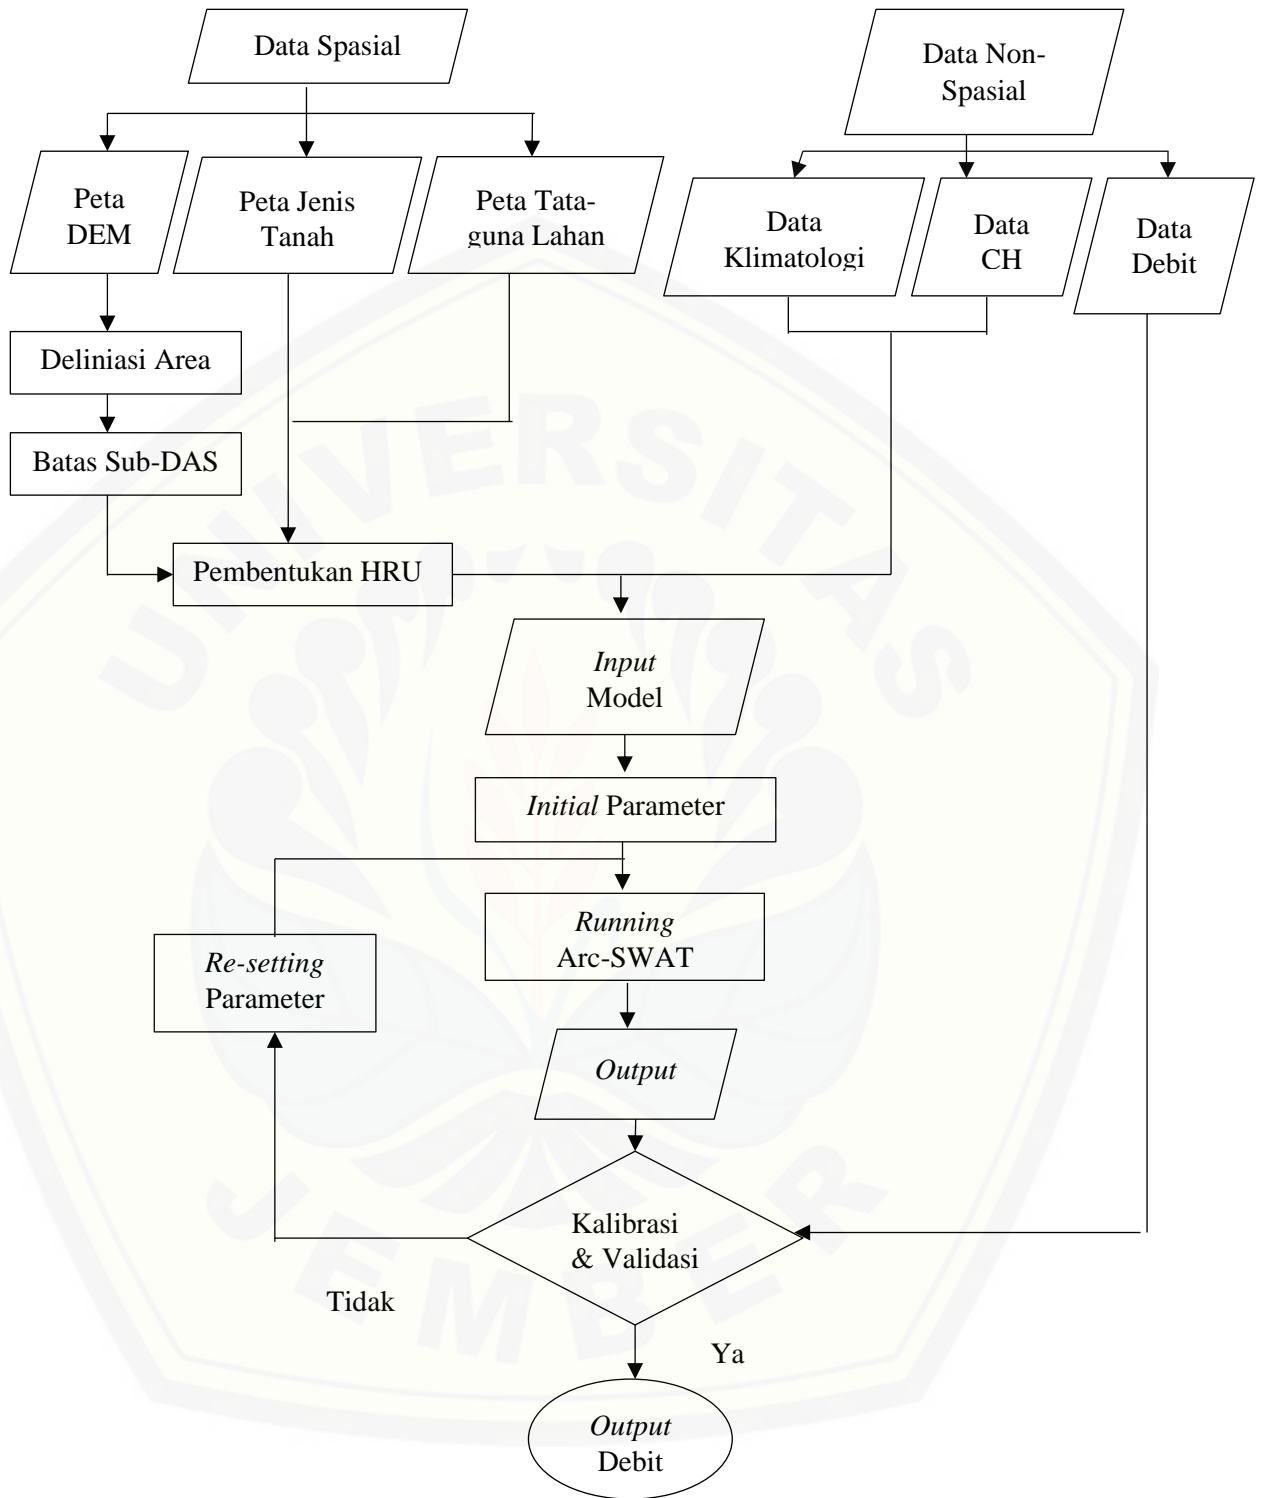 Data Spasial
Data Non-
Spasial
Peta
DEM
Peta Jenis
Tanah
Peta Tata-
guna Lahan
Data
Klimatologi
Data
CH
Data
Debit
Deliniasi Area
Batas Sub-DAS
Pembentukan HRU
Input
Model
Initial Parameter
Running
Arc-SWAT
Re-setting
Parameter
Output
Kalibrasi
& Validasi
Tidak
Ya
Output
Debit
UNIVERSITAS
JEMBER